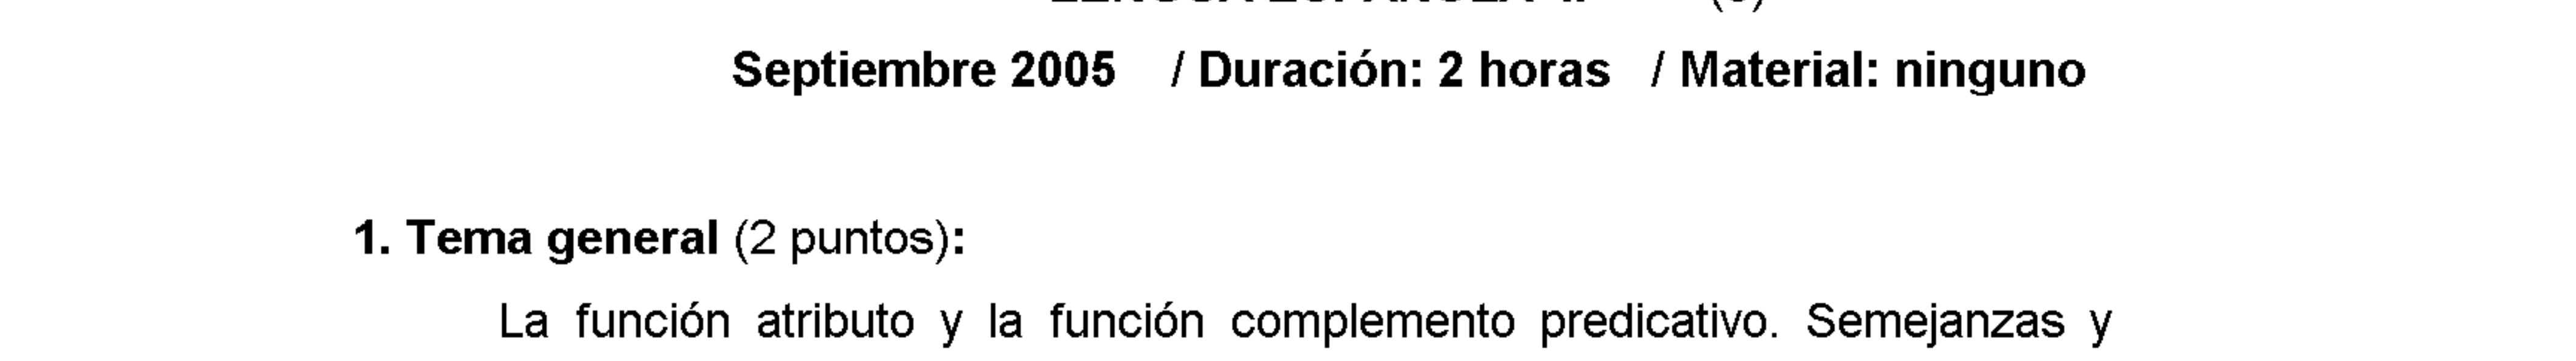 Septiembre 2005 / Duración: 2 horas / Material: ninguno
1. Tema general (2 puntos):
La función atributo y la función complemento predicativo. Semejanzas y